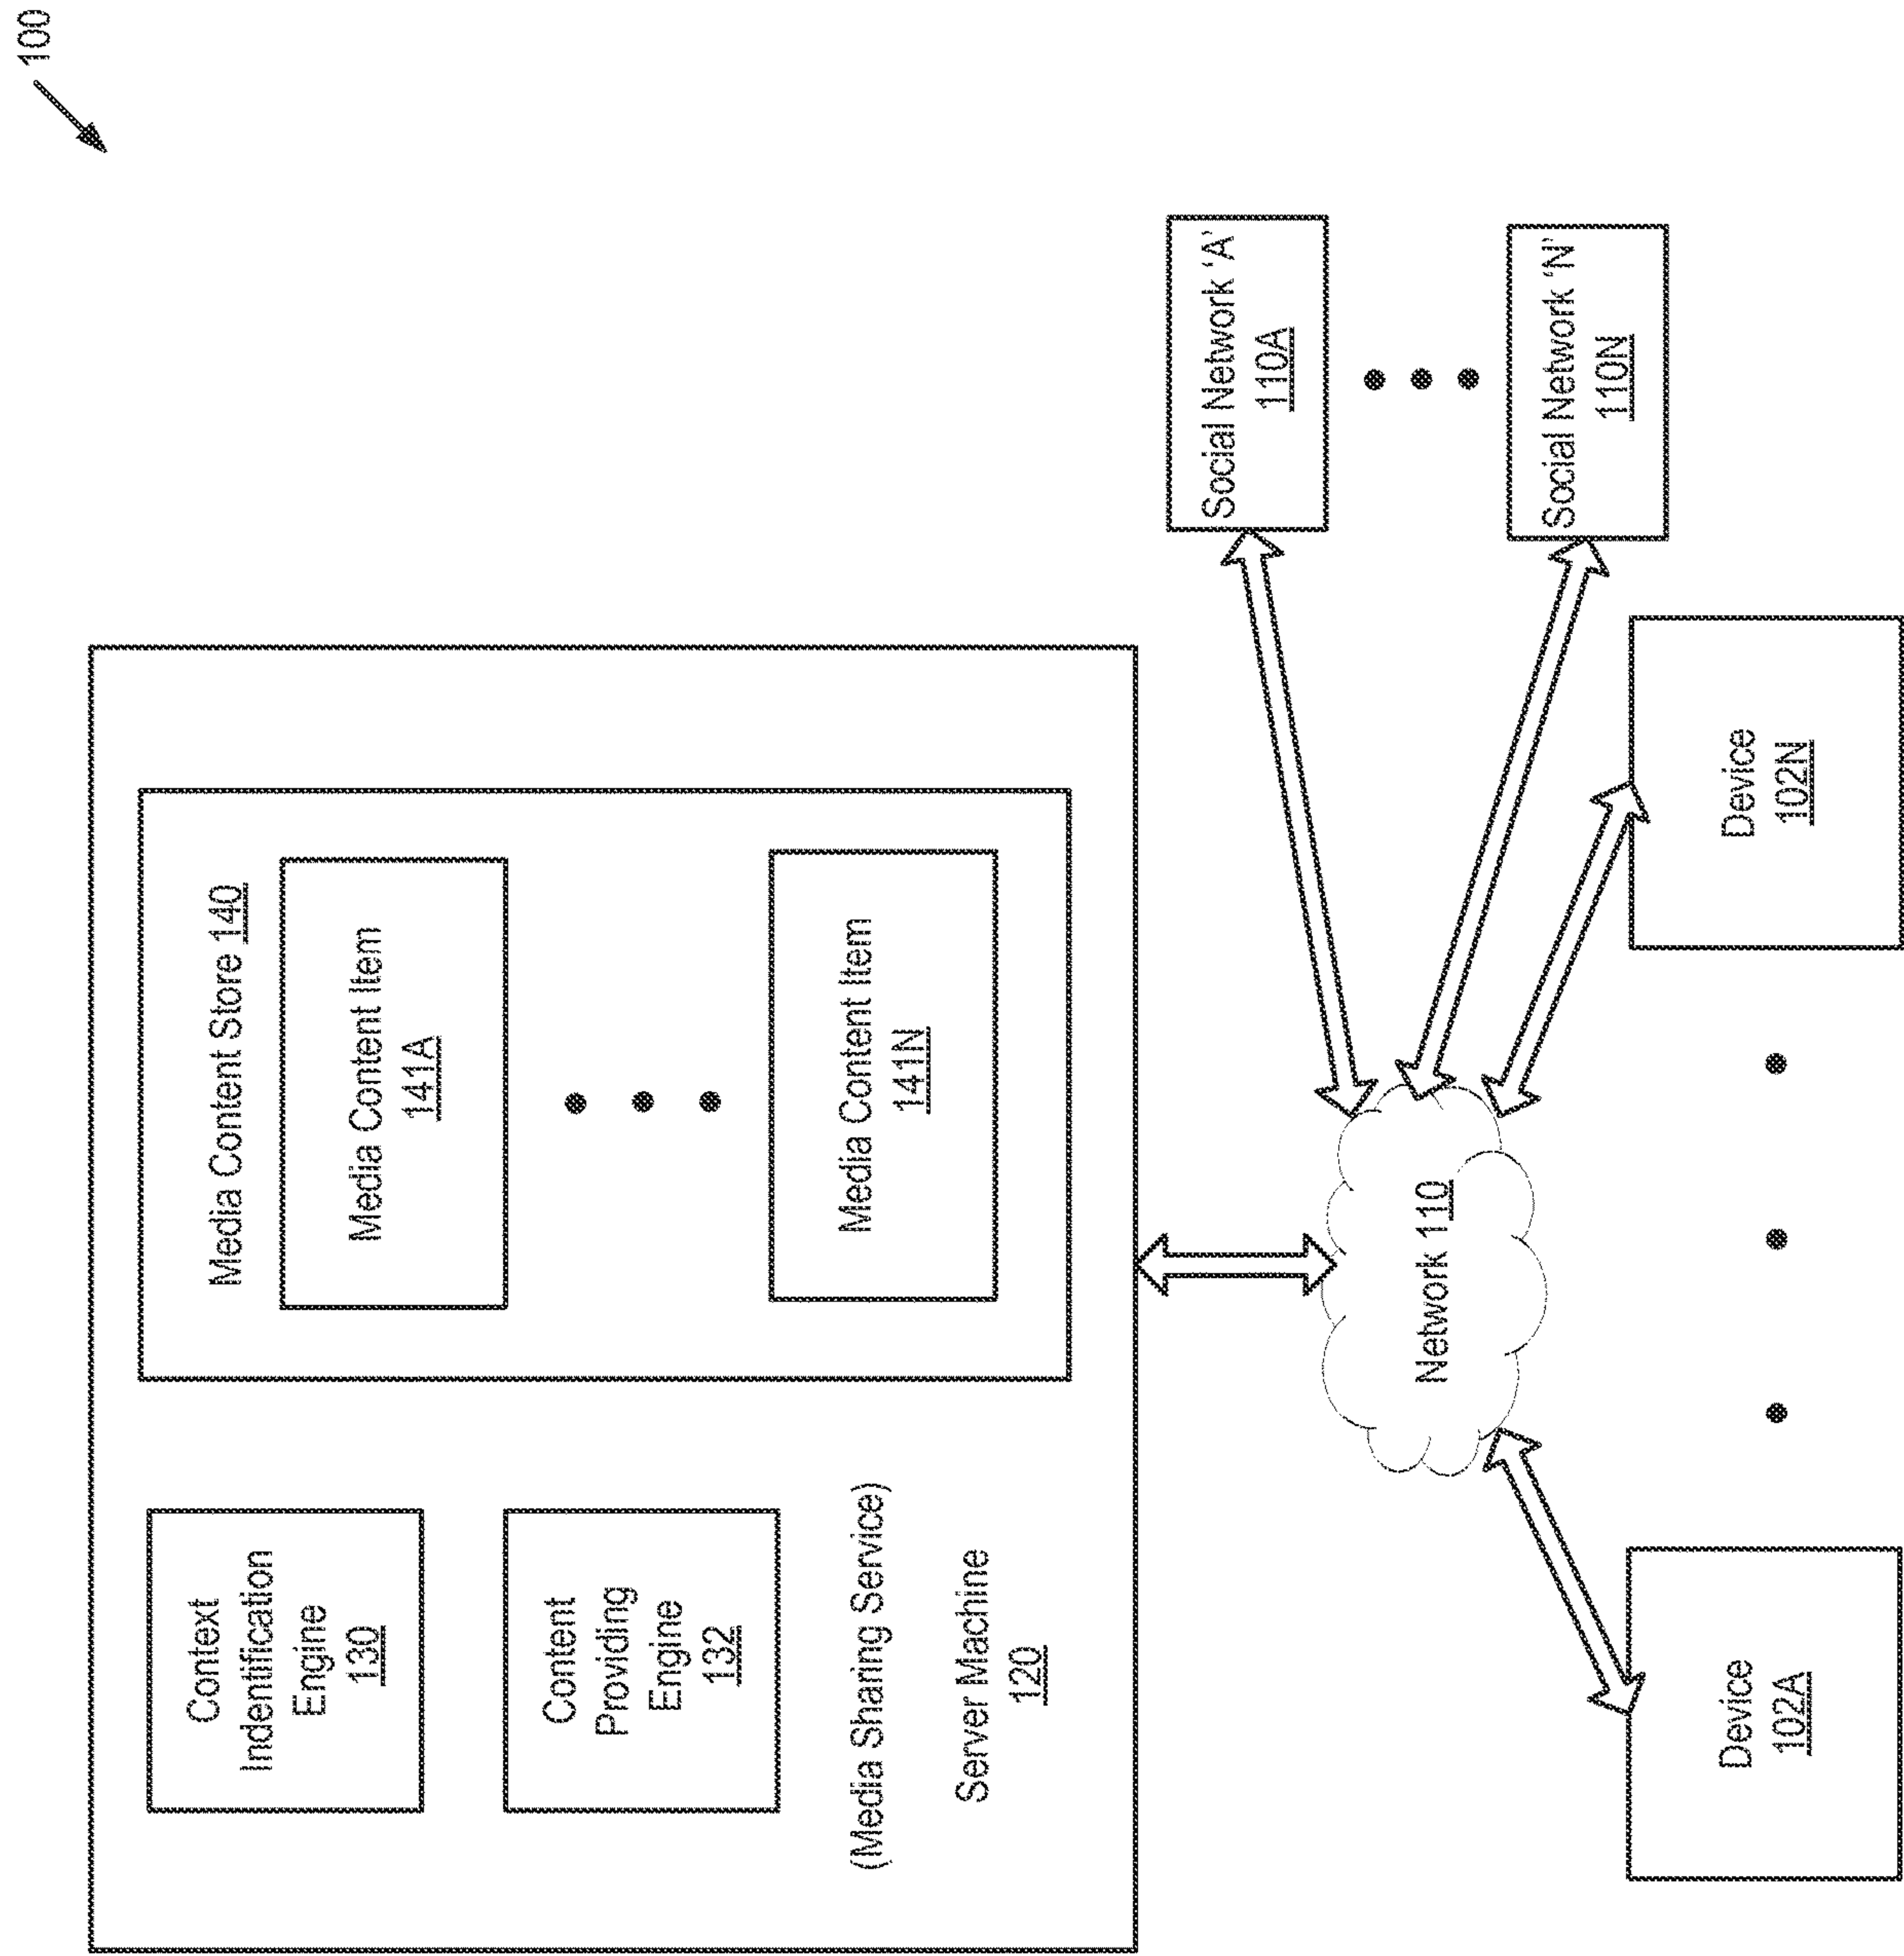 100
Context
Indentification
Engine
130
Content
Providing
Engine
132
(Media Sharing Service)
Server Machine
120
Media Content Store 140
Media Content Item
141A
Media Content Item
141N
Network 110
Social Network 'A'
110A
Social Network 'N'
110N
Device
102A
Device
102N